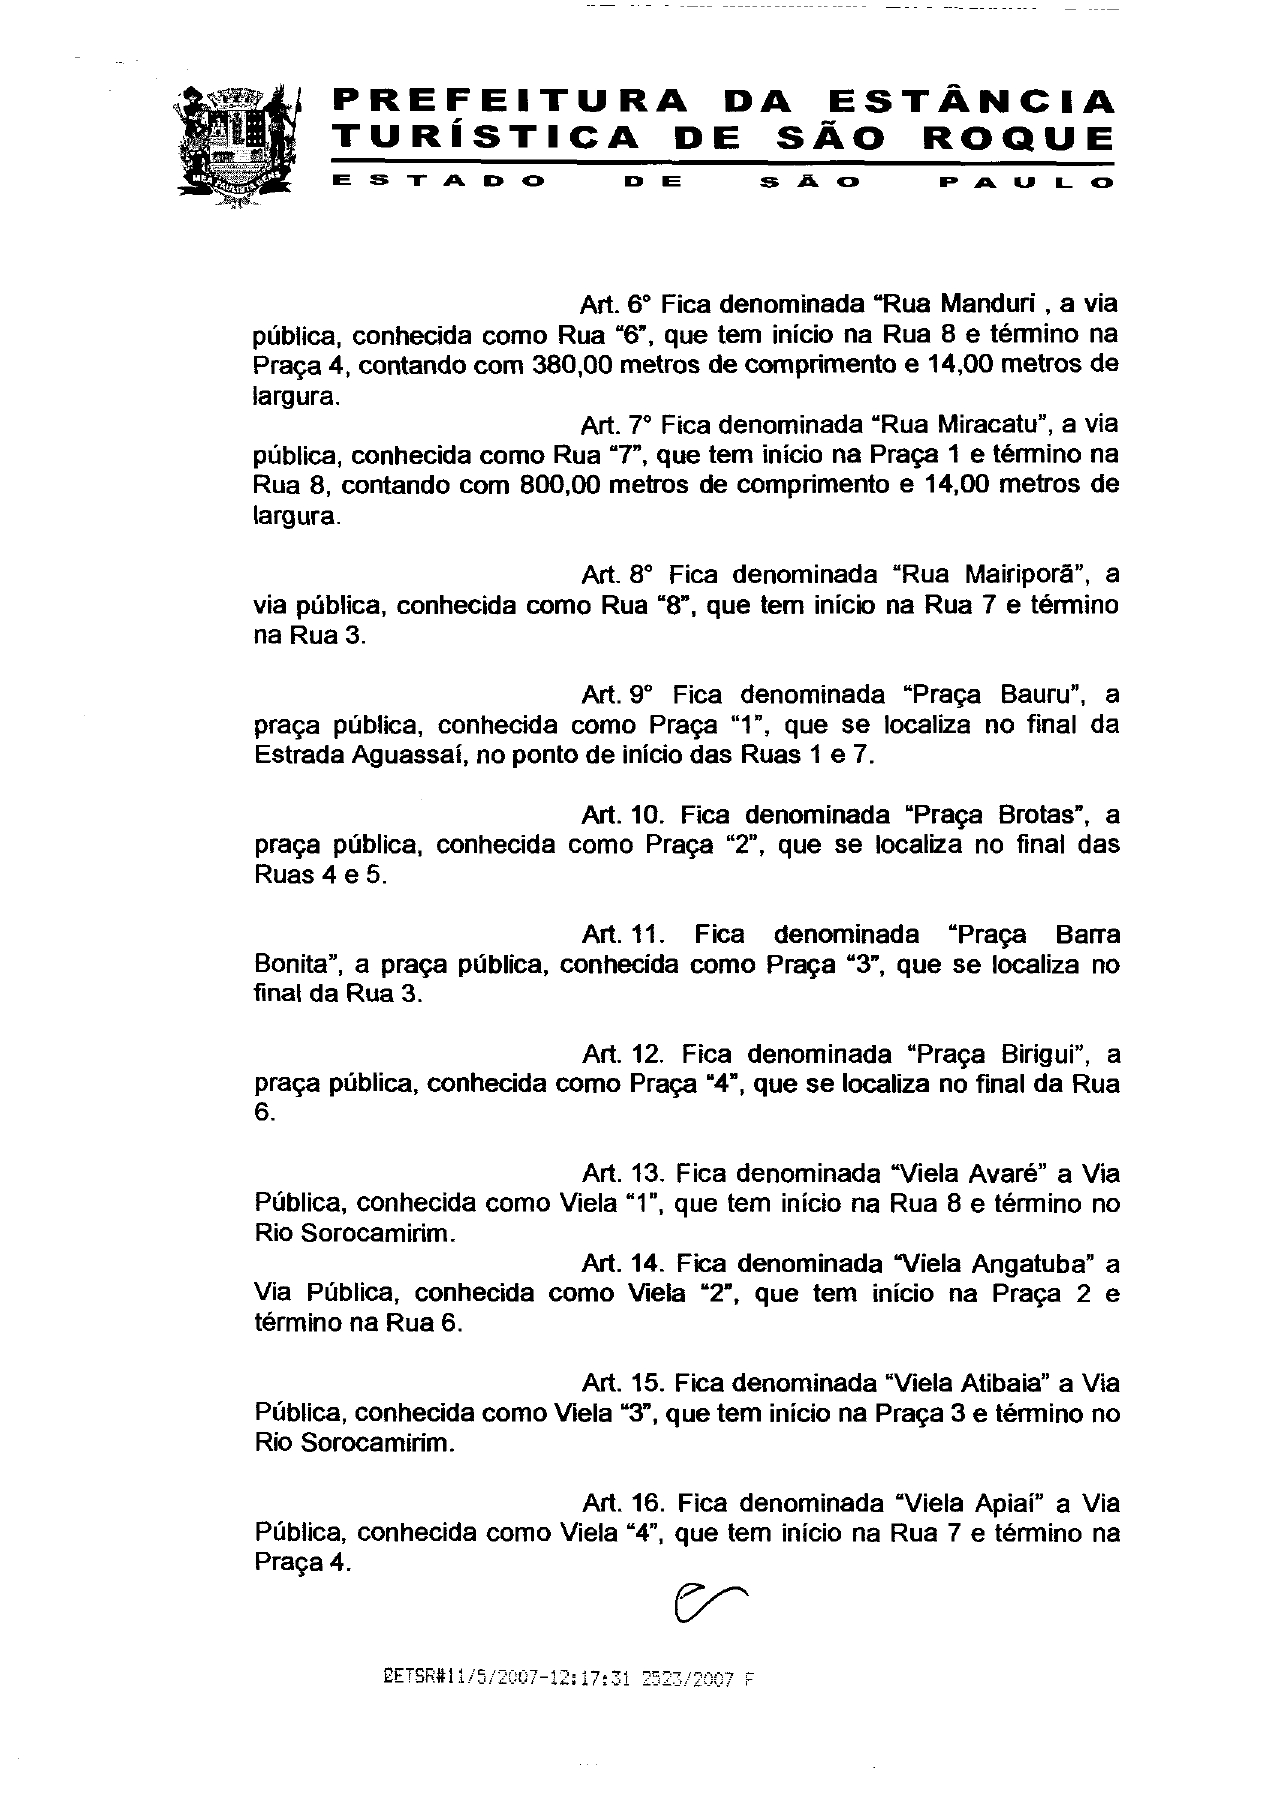 PREFEITURA DA ESTÂNCIA
TURÍSTICA DE SÃO ROQUE
ESTADO DE SÃO PAULO
Art. 6° Fica denominada “Rua Manduri , a via
pública, conhecida como Rua “6”, que tem início na Rua 8 e término na
Praça 4, contando com 380,00 metros de comprimento e 14,00 metros de
largura.
Art. 7° Fica denominada “Rua Miracatu”, a via
pública, conhecida como Rua “7”, que tem início na Praça 1 e término na
Rua 8, contando com 800,00 metros de comprimento e 14,00 metros de
largura.
Art. 8° Fica denominada “Rua Mairiporã”, a
via pública, conhecida como Rua “8”, que tem início na Rua 7 e término
na Rua 3.
Art. 9° Fica denominada “Praça Bauru”, a
praça pública, conhecida como Praça “1”, que se localiza no final da
Estrada Aguassaí, no ponto de início das Ruas 1 e 7.
Art. 10. Fica denominada “Praça Brotas”, a
praça pública, conhecida como Praça “2”, que se localiza no final das
Ruas 4 e 5.
Art. 11. Fica denominada “Praça Barra
Bonita”, a praça pública, conhecida como Praça “3”, que se localiza no
final da Rua 3.
Art. 12. Fica denominada “Praça Birigui”, a
praça pública, conhecida como Praça “4”, que se localiza no final da Rua
6.
Art. 13. Fica denominada “Viela Avaré” a Via
Pública, conhecida como Viela “1”, que tem início na Rua 8 e término no
Rio Sorocamirim.
Art. 14. Fica denominada “Viela Angatuba” a
Via Pública, conhecida como Viela “2”, que tem início na Praça 2 e
término na Rua 6.
Art. 15. Fica denominada “Viela Atibaia” a Via
Pública, conhecida como Viela “3”, que tem início na Praça 3 e término no
Rio Sorocamirim.
Art. 16. Fica denominada “Viela Apiaí” a Via
Pública, conhecida como Viela “4”, que tem início na Rua 7 e término na
Praça 4.
CETSR#11/5/2007-12:17:31 2523/2007 F